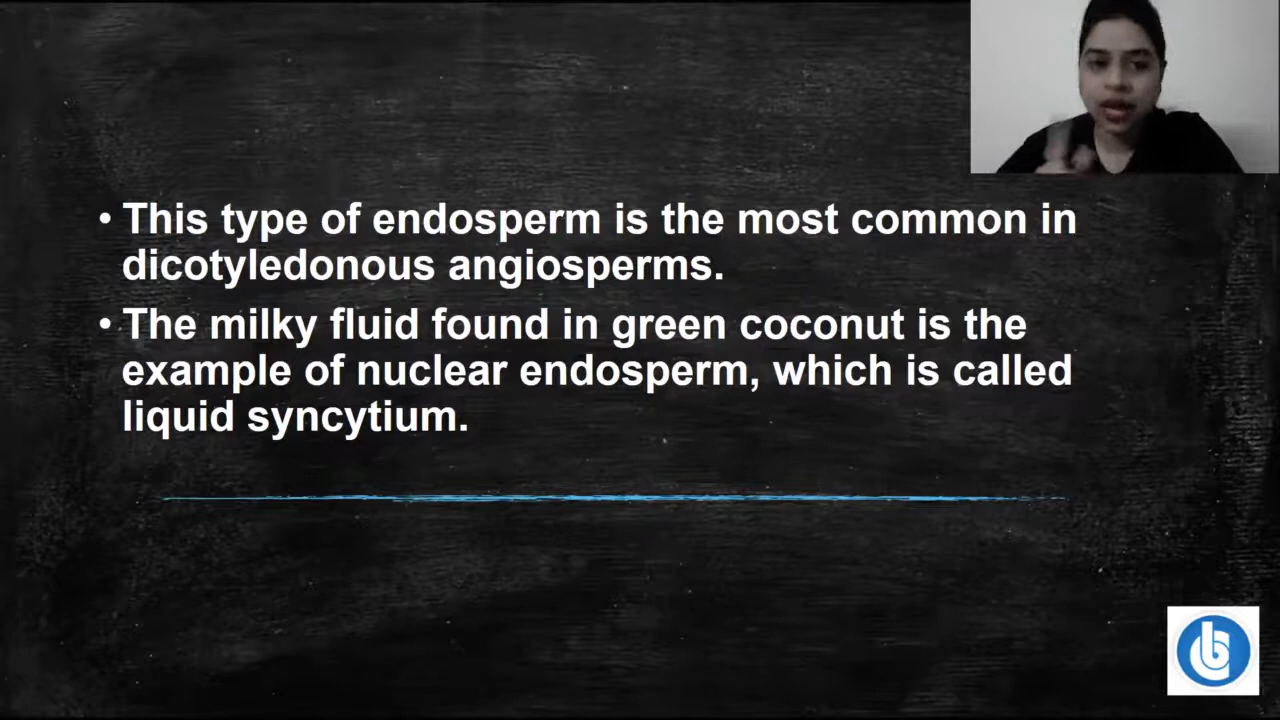 • This type of endosperm is the most common in
dicotyledonous angiosperms.
• The milky fluid found in green coconut is the
example of nuclear endosperm, which is called
liquid syncytium.